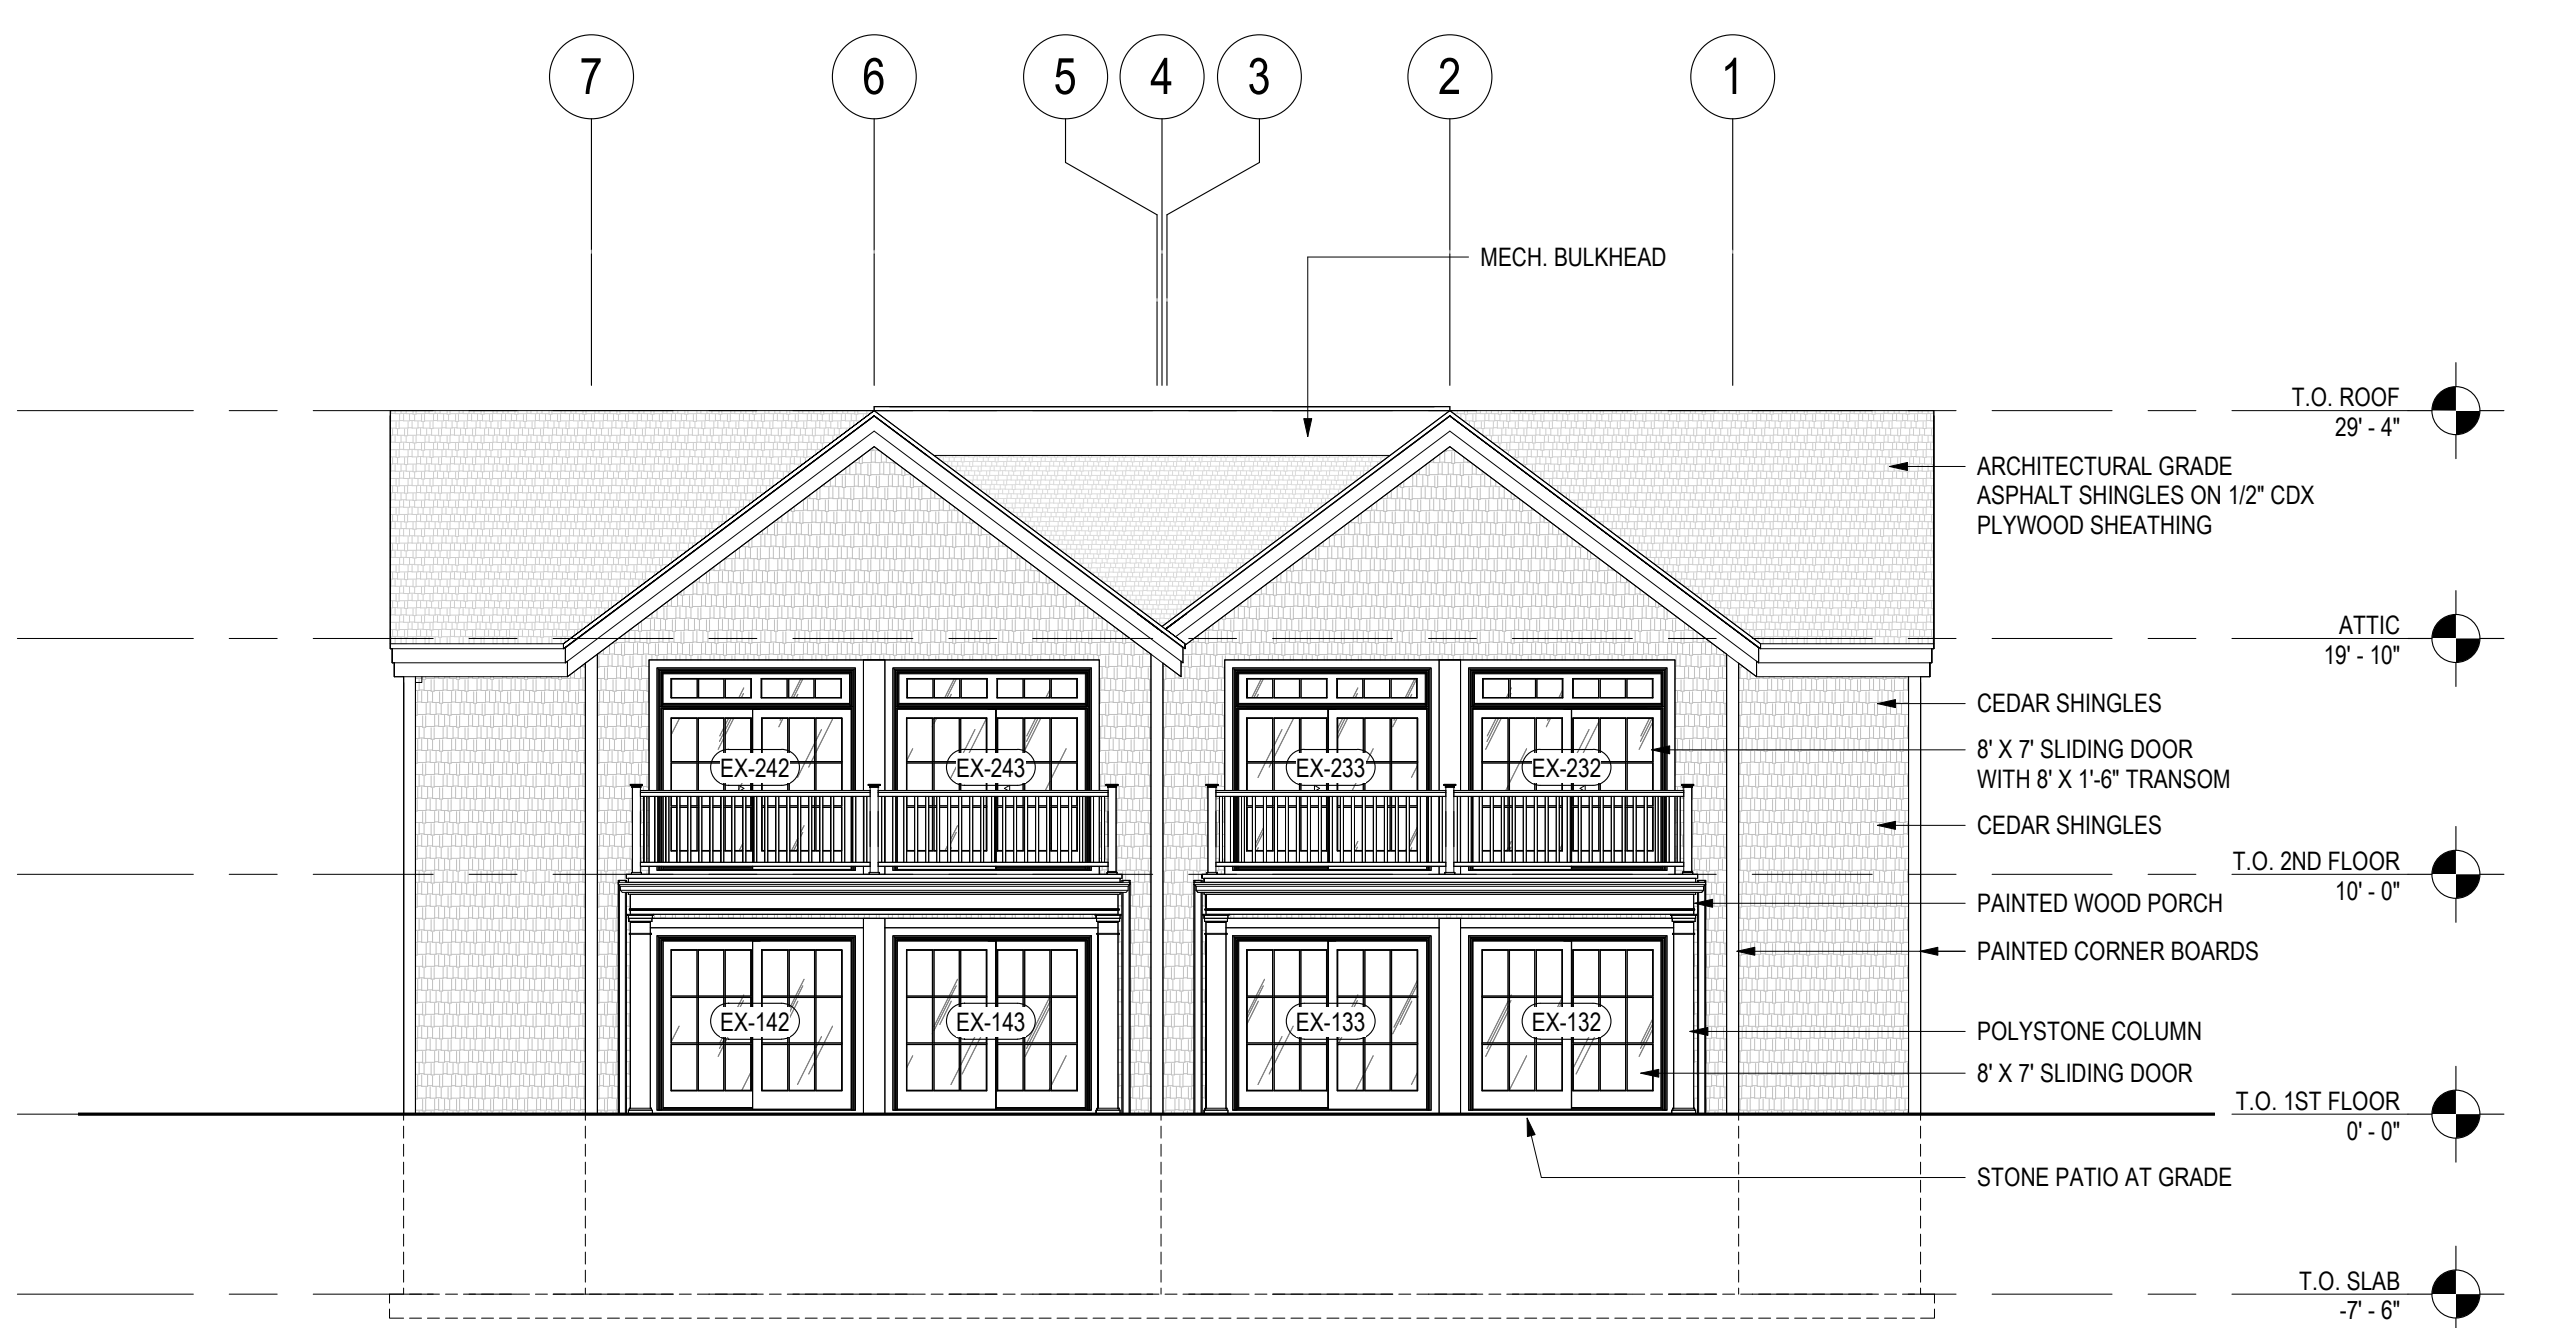 7
6
5
4
3
2
1
MECH. BULKHEAD
T.O. ROOF
29' - 4"
ARCHITECTURAL GRADE
ASPHALT SHINGLES ON 1/2" CDX
PLYWOOD SHEATHING
ATTIC
19' - 10"
CEDAR SHINGLES
8' X 7' SLIDING DOOR
WITH 8' X 1'-6" TRANSOM
EX-242
EX-243
EX-233
EX-232
CEDAR SHINGLES
T.O. 2ND FLOOR
10' - 0"
PAINTED WOOD PORCH
PAINTED CORNER BOARDS
EX-142
EX-143
EX-133
EX-132
POLYSTONE COLUMN
8' X 7' SLIDING DOOR
T.O. 1ST FLOOR
0' - 0"
STONE PATIO AT GRADE
T.O. SLAB
-7' - 6"